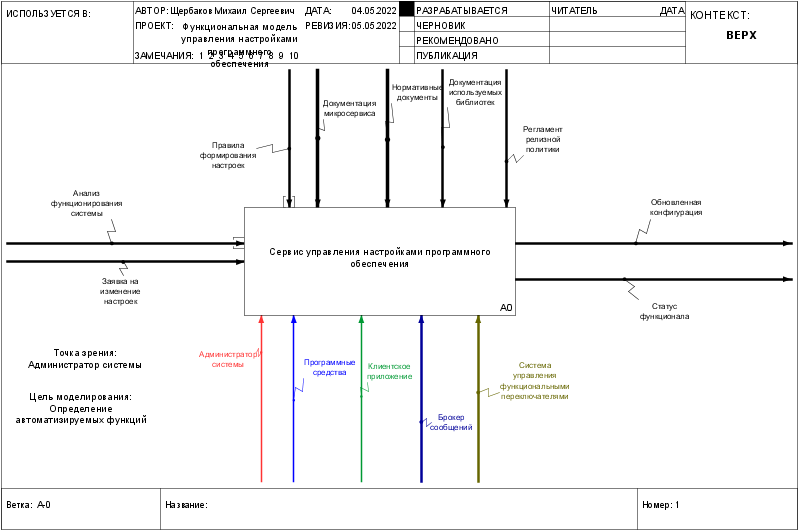 ИСПОЛЬЗУЕТСЯ В:
АВТОР: Щербаков Михаил Сергеевич
ДАТА: 04.05.2022
ПРОЕКТ: Функциональная модель
управления настройками
программного
обеспечения
РЕВИЗИЯ: 05.05.2022
ЗАМЕЧАНИЯ: 1 2 3 4 5 6 7 8 9 10
РАЗРАБАТЫВАЕТСЯ
ЧЕРНОВИК
РЕКОМЕНДОВАНО
ПУБЛИКАЦИЯ
ЧИТАТЕЛЬ
ДАТА
КОНТЕКСТ:
ВЕРХ
Правила
формирования
настроек
Документация
микросервиса
Нормативные
документы
Документация
используемых
библиотек
Регламент
релизной
политики
Анализ
функционирования
системы
Заявка на
изменение
настроек
Сервис управления настройками программного
обеспечения
A0
Обновленная
конфигурация
Статус
функционала
Администратор
системы
Программные
средства
Клиентское
приложение
Брокер
сообщений
Система
управления
функциональными
переключателями
Точка зрения:
Администратор системы
Цель моделирования:
Определение
автоматизируемых функций
Ветка: A-0
Название:
Номер: 1